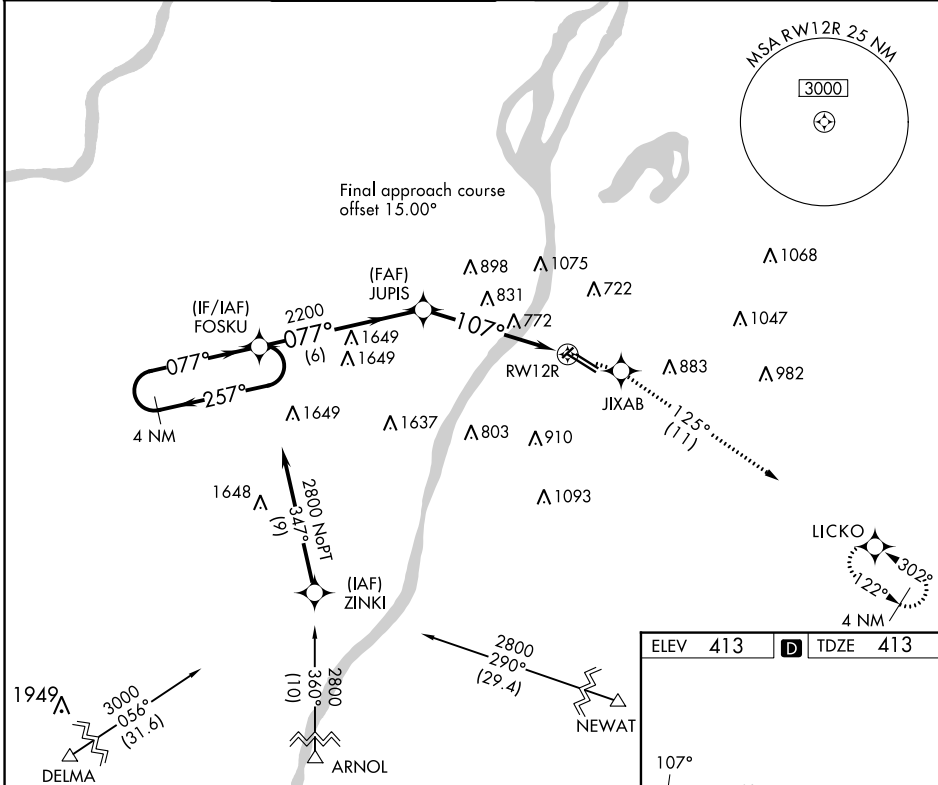 MSA RW12R 25 NM
3000
Final approach course
offset 15.00°
(FAF)
JUPIS
898
1075
1068
831
722
(IF/IAF)
FOSKU
2200
077°
(6)
1649
1649
107°
772
1047
RW12R
883
982
JIXAB
077°
257°
4 NM
1649
1637
803
910
125°
(11)
1648
2800 NoPT
347°
(9)
1093
LICKO
302°
122°
4 NM
(IAF)
ZINKI
2800
360°
(10)
2800
290°
(29.4)
NEWAT
1949
3000
056°
(31.6)
DELMA
ARNOL
ELEV 413 D TDZE 413
107°